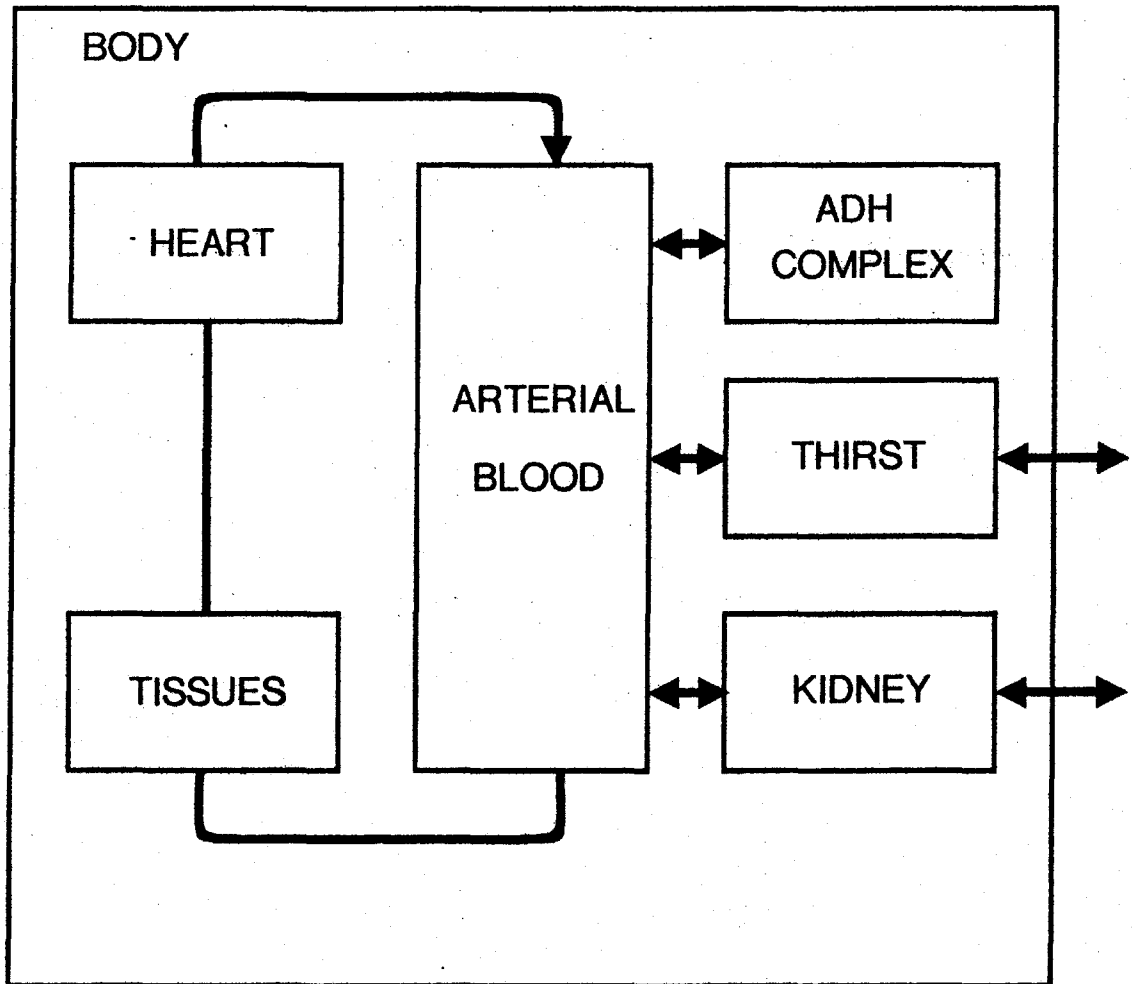 BODY
HEART
ADH
COMPLEX
ARTERIAL
BLOOD
THIRST
TISSUES
KIDNEY